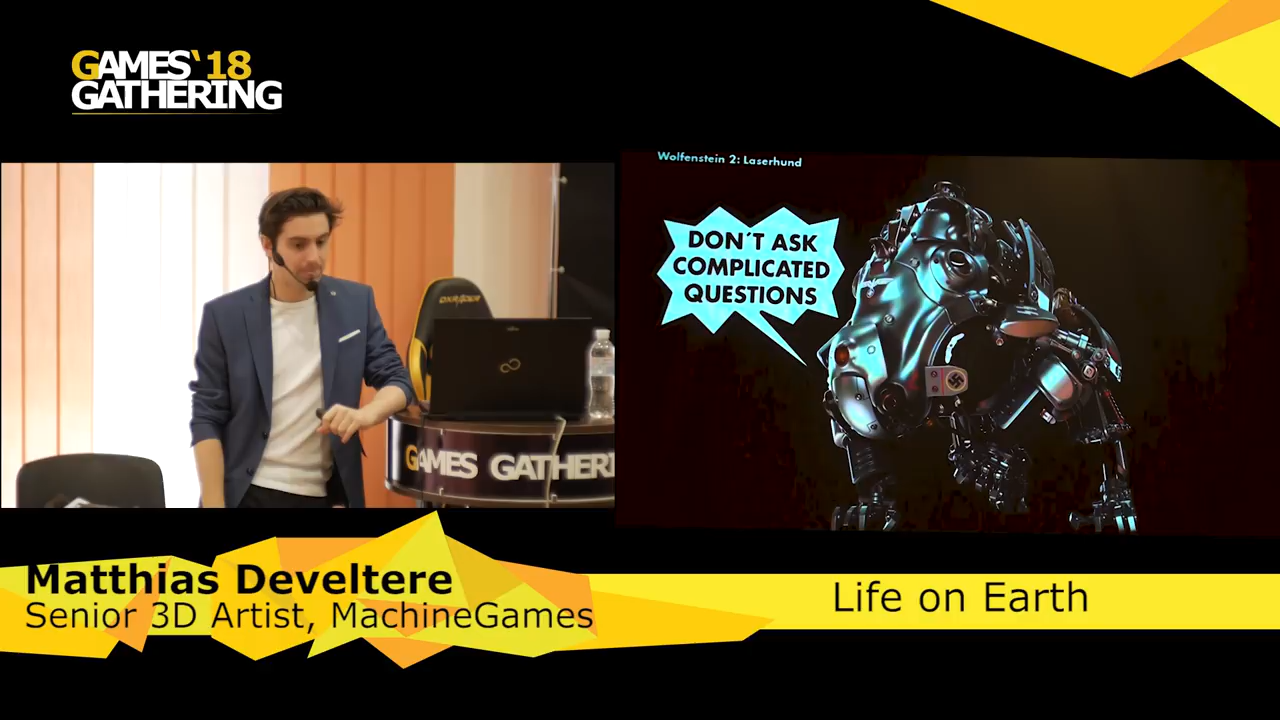 GAMES'18
GATHERING
Wolfenstein 2: Laserhund
DON'T ASK
COMPLICATED
QUESTIONS
DXRACER
GAMES GATHERI
Matthias Develtere
Senior 3D Artist, MachineGames
Life on Earth